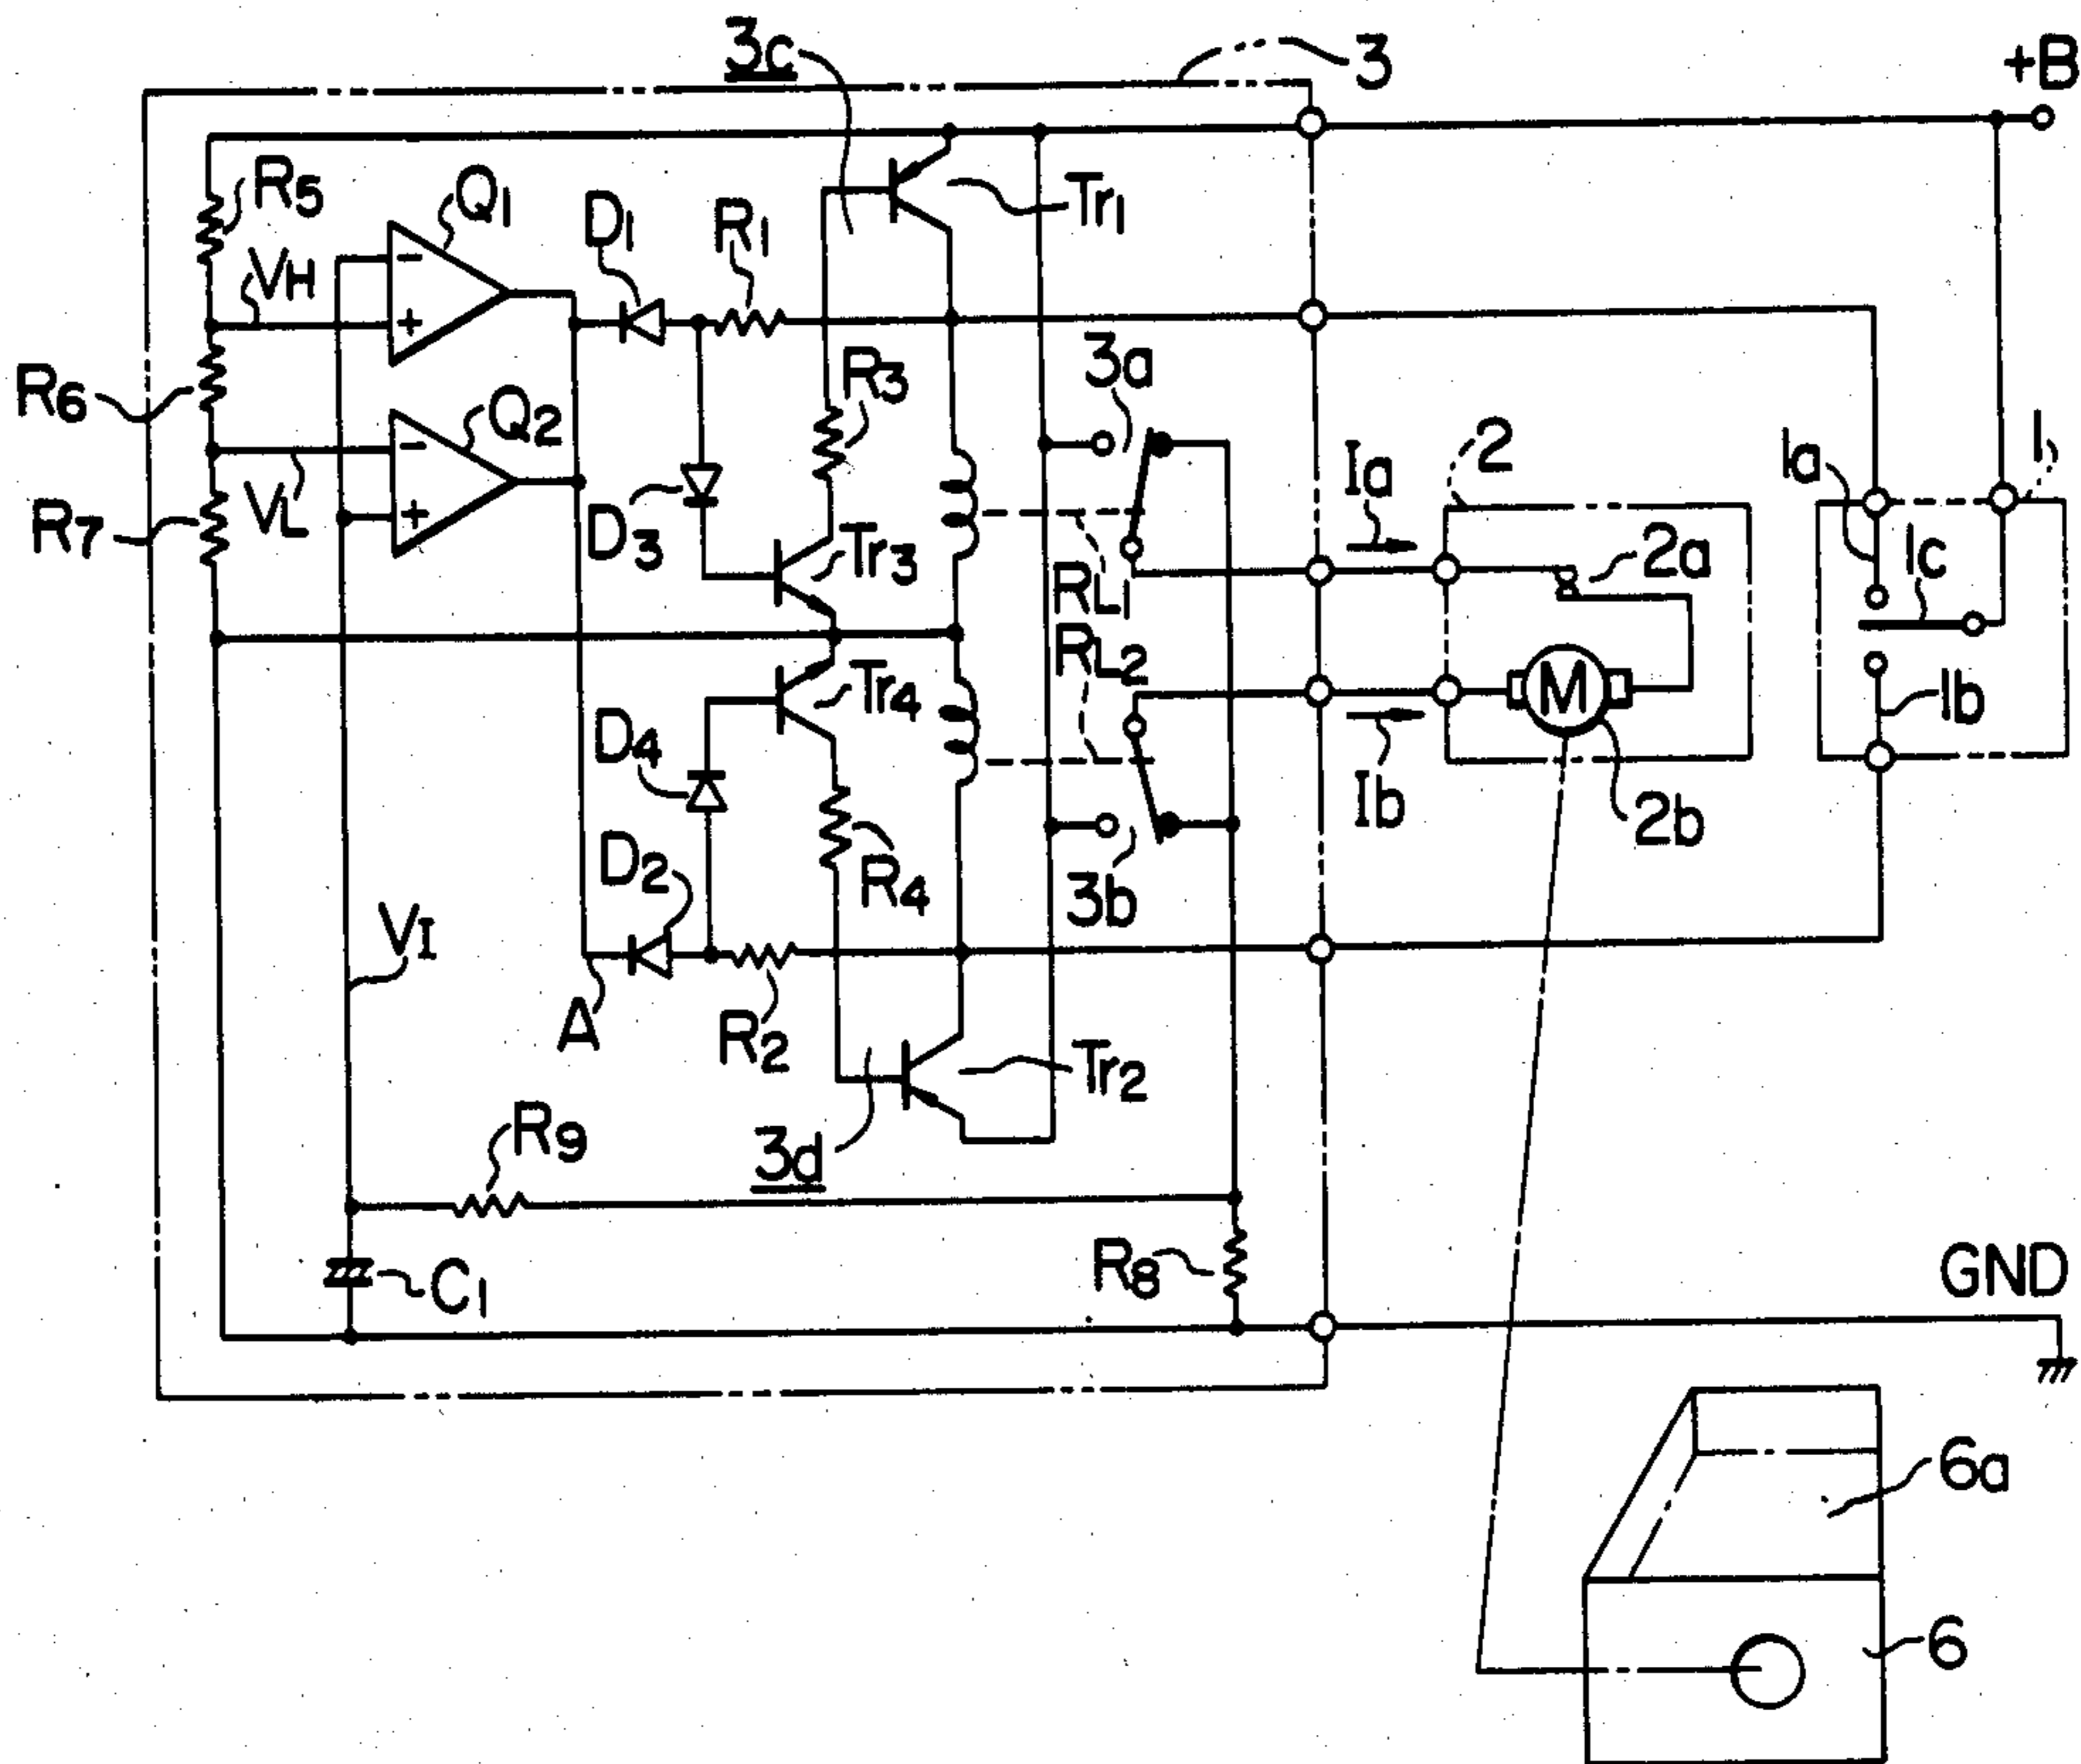 3c
3
+B
R5
Q1
D1
R1
Tr1
VH
−
+
3a
R3
R6
Q2
1
Ia
2
1a
VL
−
+
R7
D3
Tr3
2a
1c
RL1
RL2
Tr4
M
1b
D4
Ib
2b
D2
R4
3b
VI
A
R2
Tr2
R9
3d
R8
GND
C1
6a
6